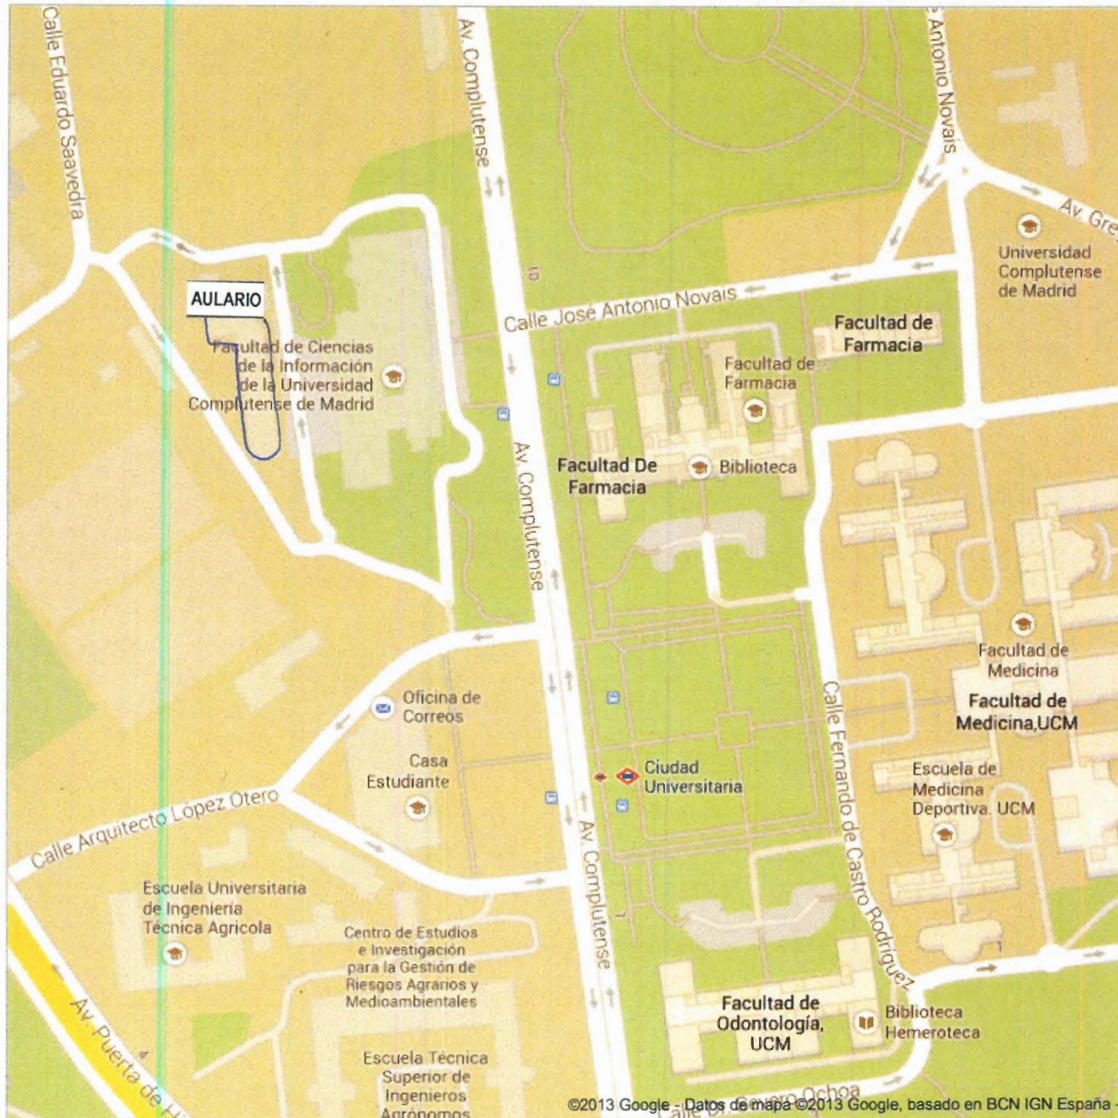 Calle Eduardo Saavedra
Av. Complutense
Antonio Novais
Av. Gre
Universidad
Complutense
de Madrid
AULARIO
Calle José Antonio Novais
Facultad de
Farmacia
Facultad de Ciencias
de la Información
de la Universidad
Complutense de Madrid
Facultad de
Farmacia
Facultad De
Farmacia
Biblioteca
Av. Complutense
Facultad de
Medicina
Facultad de
Medicina,UCM
Oficina de
Correos
Casa
Estudiante
Ciudad
Universitaria
Escuela de
Medicina
Deportiva. UCM
Calle Fernando de Castro Rodríguez
Calle Arquitecto López Otero
Av. Complutense
Escuela Universitaria
de Ingeniería
Técnica Agricola
Centro de Estudios
e Investigación
para la Gestión de
Riesgos Agrarios y
Medioambientales
Facultad de
Odontología,
UCM
Biblioteca
Hemeroteca
Av. Puerta de
Escuela Técnica
Superior de
Ingenieros
Agrónomos
Severo Ochoa
©2013 Google - Datos de mapa ©2013 Google, basado en BCN IGN España